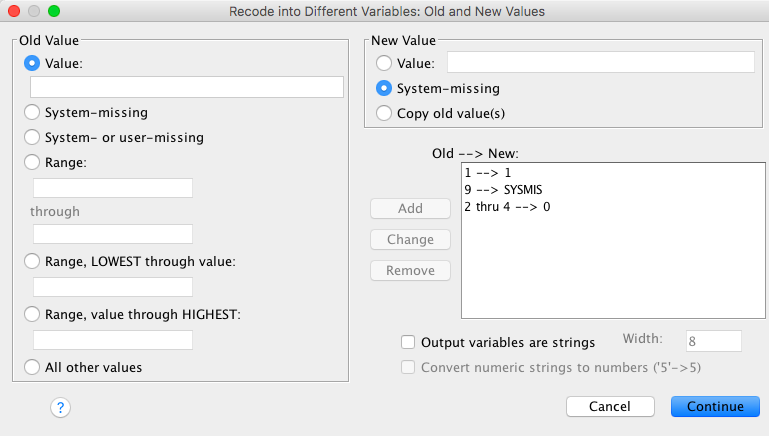 Recode into Different Variables: Old and New Values
Old Value
Value:
System-missing
System- or user-missing
Range:
through
Range, LOWEST through value:
Range, value through HIGHEST:
All other values
New Value
Value:
System-missing
Copy old value(s)
Old --> New:
1 --> 1
9 --> SYSMIS
2 thru 4 --> 0
Add
Change
Remove
Output variables are strings Width: 8
Convert numeric strings to numbers ('5'->5)
? Cancel Continue